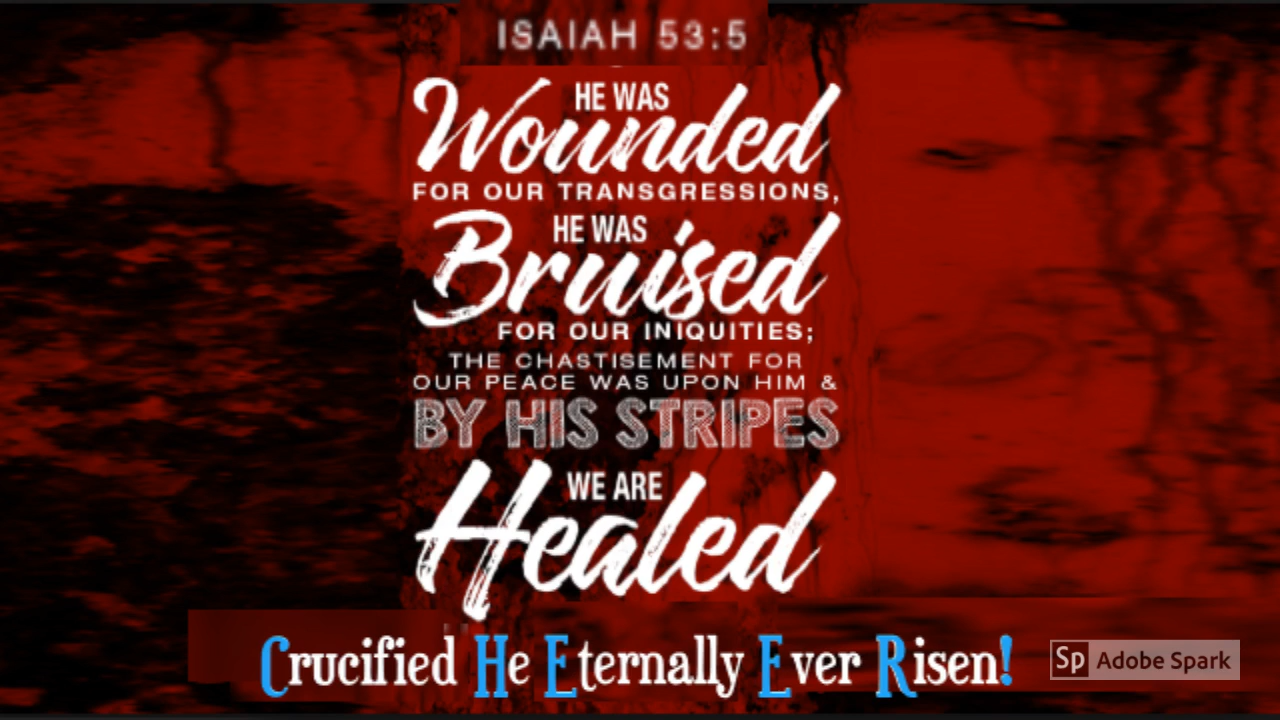 ISAIAH 53:5
HE WAS
Wounded
FOR OUR TRANSGRESSIONS,
HE WAS
Bruised
FOR OUR INIQUITIES;
THE CHASTISEMENT FOR
OUR PEACE WAS UPON HIM &
BY HIS STRIPES
WE ARE
Healed
Crucified He Eternally Ever Risen!
Sp Adobe Spark